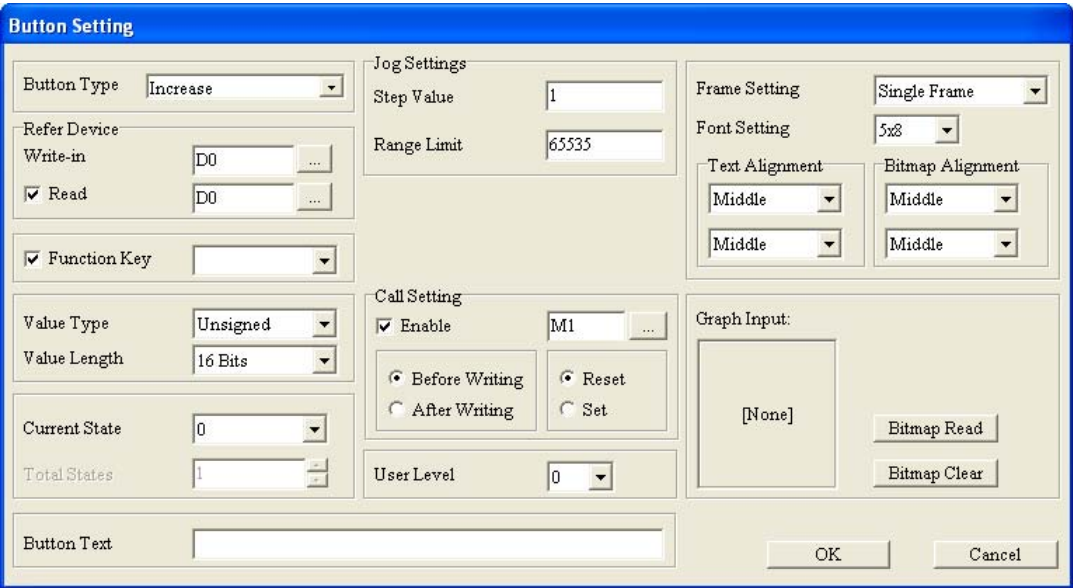 Button Setting
Button Type
Increase
Refer Device
Write-in
D0
...
Read
D0
...
Function Key
Value Type
Unsigned
Value Length
16 Bits
Current State
0
Total States
1
Button Text
Jog Settings
Step Value
1
Range Limit
65535
Call Setting
Enable
M1
...
Before Writing
After Writing
Reset
Set
User Level
0
Frame Setting
Single Frame
Font Setting
5x8
Text Alignment
Middle
Middle
Bitmap Alignment
Middle
Middle
Graph Input:
[None]
Bitmap Read
Bitmap Clear
OK
Cancel